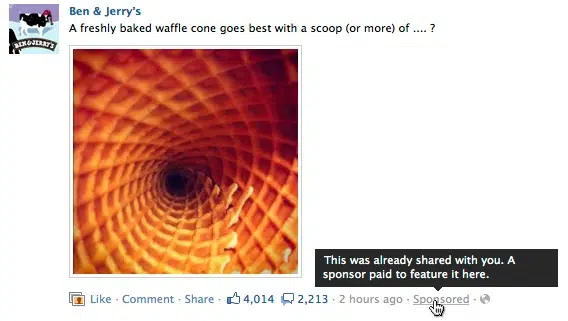 Ben & Jerry's
A freshly baked waffle cone goes best with a scoop (or more) of .... ?
BEN & JERRY'S
This was already shared with you. A
sponsor paid to feature it here.
Like · Comment · Share · 4,014 2,213 · 2 hours ago · Sponsored ·